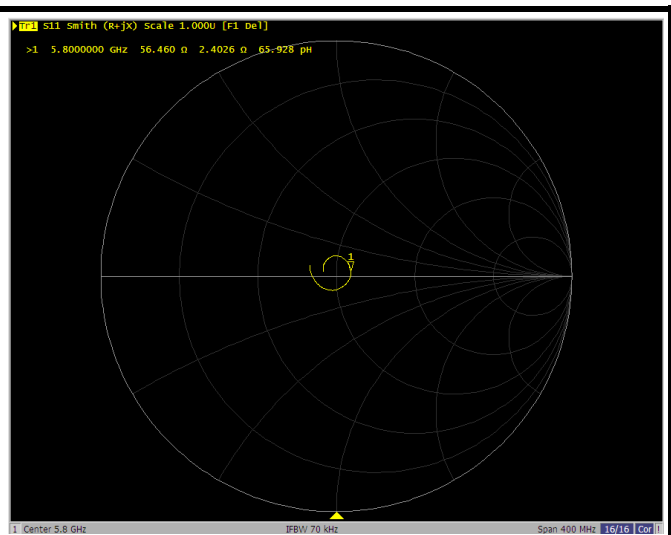 Tr1 S11 Smith (R+jX) Scale 1.000U [F1 Del]
>1 5.8000000 GHz 56.460 Ω 2.4026 Ω 65.928 pH
1
1 Center 5.8 GHz IFBW 70 kHz Span 400 MHz 16/16 Cor !